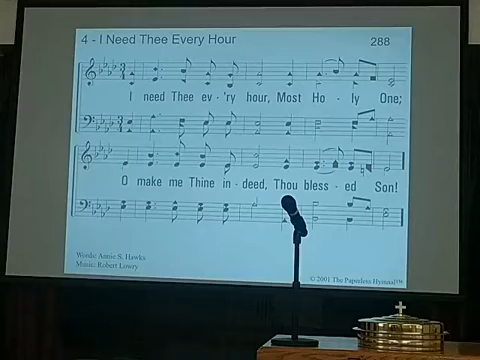 4 - I Need Thee Every Hour
288
I need Thee ev - 'ry hour, Most Ho - ly One;
O make me Thine in - deed, Thou bless - ed Son!
Words: Annie S. Hawks
Music: Robert Lowry
© 2001 The Paperless Hymnal™